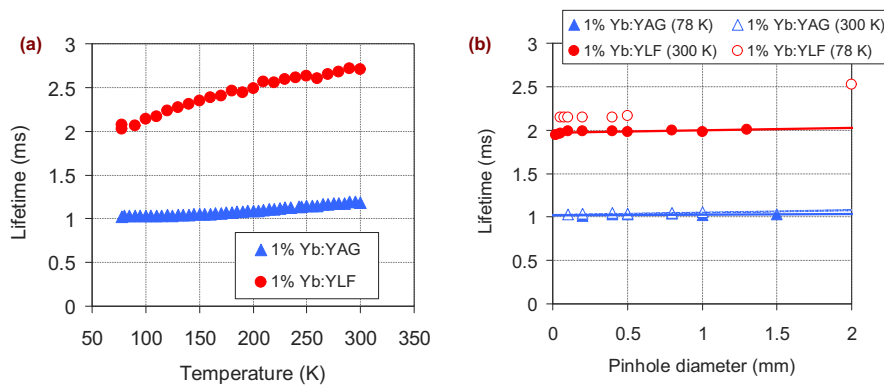 (a)
3
2.5
2
1.5
1
0.5
0
Lifetime (ms)
1% Yb:YAG
1% Yb:YLF
50 100 150 200 250 300 350
Temperature (K)
(b)
1% Yb:YAG (78 K) 1% Yb:YAG (300 K)
1% Yb:YLF (300 K) 1% Yb:YLF (78 K)
3
2.5
2
1.5
1
0.5
0
Lifetime (ms)
0 0.5 1 1.5 2
Pinhole diameter (mm)